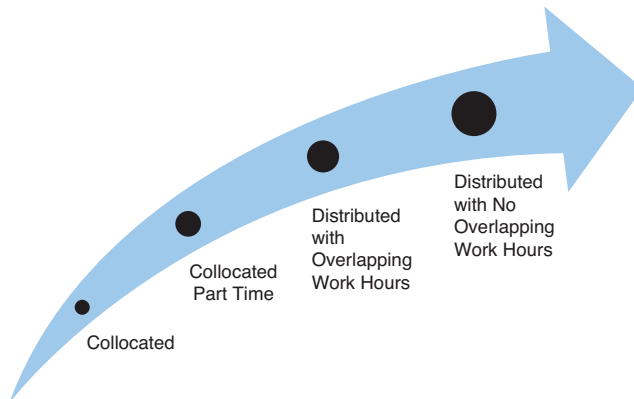 Collocated
Collocated
Part Time
Distributed
with
Overlapping
Work Hours
Distributed
with No
Overlapping
Work Hours